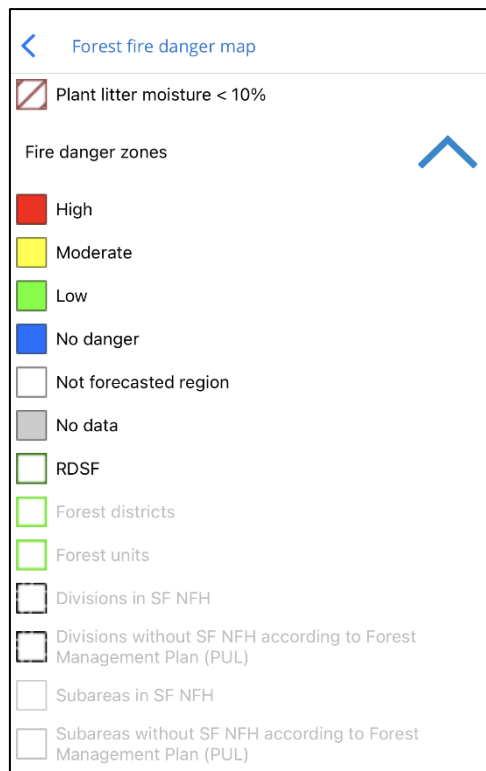 Forest fire danger map
Plant litter moisture < 10%
Fire danger zones
High
Moderate
Low
No danger
Not forecasted region
No data
RDSF
Forest districts
Forest units
Divisions in SF NFH
Divisions without SF NFH according to Forest
Management Plan (PUL)
Subareas in SF NFH
Subareas without SF NFH according to Forest
Management Plan (PUL)